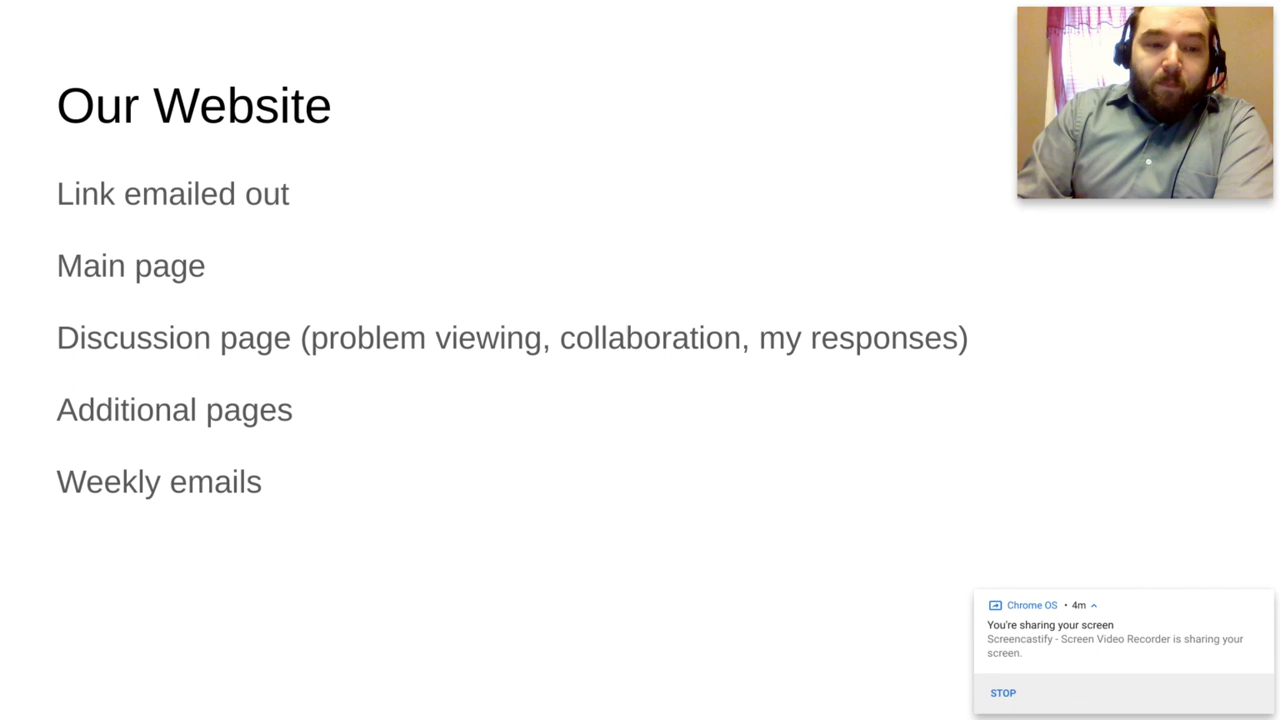 Our Website
Link emailed out
Main page
Discussion page (problem viewing, collaboration, my responses)
Additional pages
Weekly emails
Chrome OS • 4m
You're sharing your screen
Screencastify - Screen Video Recorder is sharing your
screen.
STOP